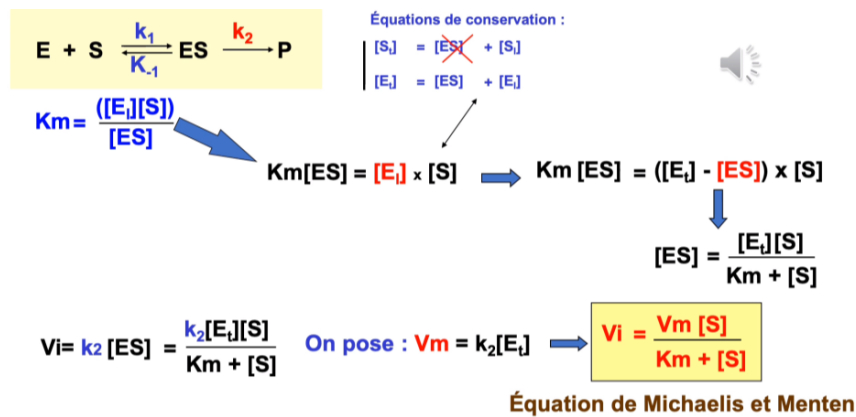 Équations de conservation :
E + S k₁ K₋₁ ES k₂ P
[Sₜ] = [ES] + [Sₗ]
[Eₜ] = [ES] + [Eₗ]
Km = ([Eₗ][S]) / [ES]
Km[ES] = [Eₗ] x [S]
Km [ES] = ([Eₜ] - [ES]) x [S]
[ES] = [Eₜ][S] / Km + [S]
Vi= k₂ [ES] = k₂[Eₜ][S] / Km + [S]
On pose : Vm = k₂[Eₜ]
Vi = Vm [S] / Km + [S]
Équation de Michaelis et Menten